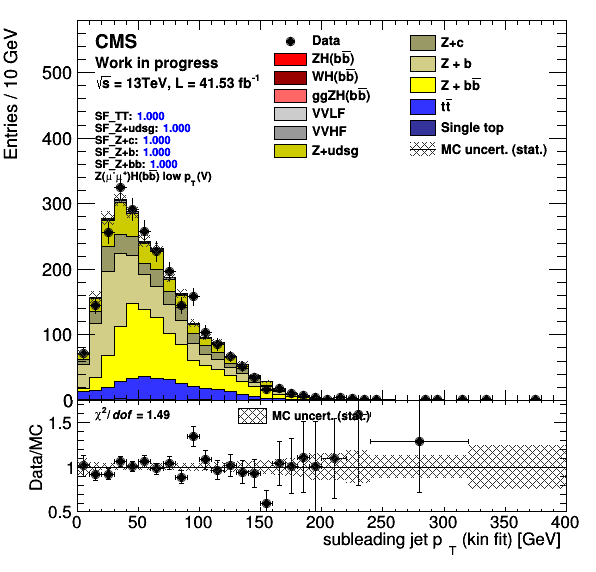 Entries / 10 GeV
CMS
Work in progress
√s = 13TeV, L = 41.53 fb⁻¹
SF_TT: 1.000
SF_Z+udsg: 1.000
SF_Z+c: 1.000
SF_Z+b: 1.000
SF_Z+bb: 1.000
Z(μ⁻μ⁺)H(bb̅) low p_T(V)
Data
ZH(bb̅)
WH(bb̅)
ggZH(bb̅)
VVLF
VVHF
Z+udsg
Z+c
Z + b
Z + bb̅
tt̅
Single top
MC uncert. (stat.)
500
400
300
200
100
0
Data/MC
χ²/dof = 1.49
MC uncert. (stat.)
1.5
1
0.5
0 50 100 150 200 250 300 350 400
subleading jet p_T (kin fit) [GeV]